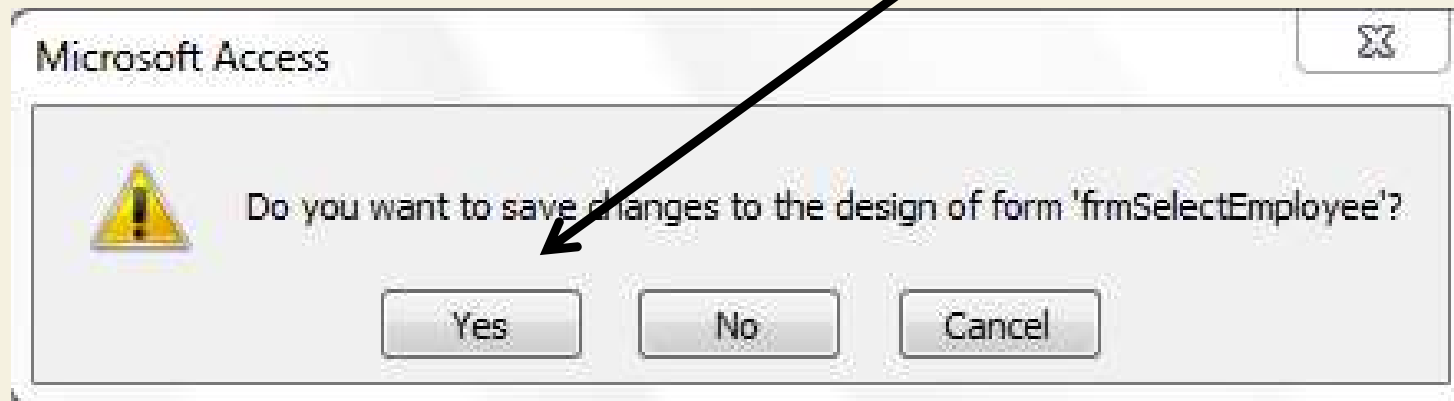 Microsoft Access
Do you want to save changes to the design of form 'frmSelectEmployee'?
Yes No Cancel